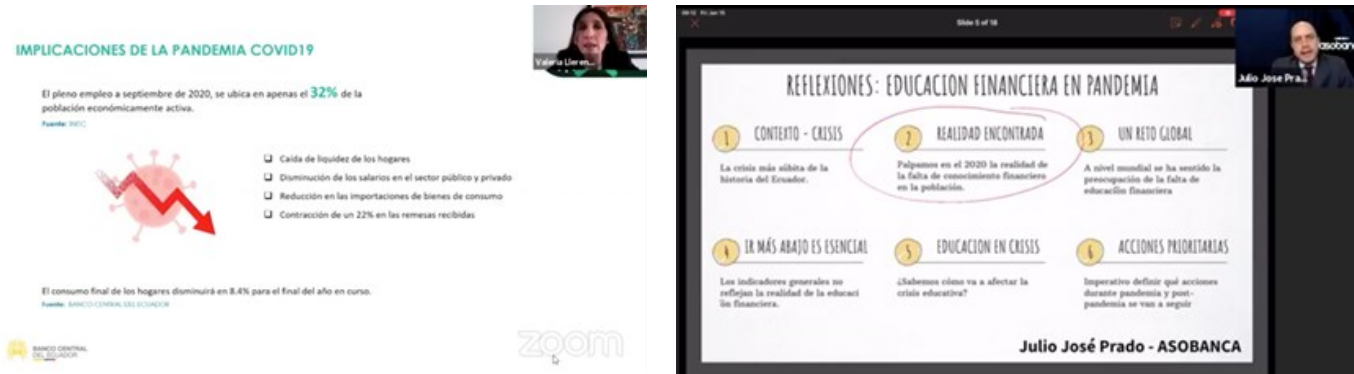 IMPLICACIONES DE LA PANDEMIA COVID19
Valeria Lleren...
El pleno empleo a septiembre de 2020, se ubica en apenas el 32% de la
población económicamente activa.
Fuente: INEC
Caída de liquidez de los hogares
Disminución de los salarios en el sector público y privado
Reducción en las importaciones de bienes de consumo
Contracción de un 22% en las remesas recibidas
El consumo final de los hogares disminuirá en 8.4% para el final del año en curso.
Fuente: BANCO CENTRAL DEL ECUADOR
BANCO CENTRAL
DEL ECUADOR
zoom
Slide 5 of 18
asobanc
Julio Jose Pra...
REFLEXIONES: EDUCACION FINANCIERA EN PANDEMIA
1 CONTEXTO - CRISIS
La crisis más súbita de la
historia del Ecuador.
2 REALIDAD ENCONTRADA
Palpamos en el 2020 la realidad de
la falta de conocimiento financiero
en la población.
3 UN RETO GLOBAL
A nivel mundial se ha sentido la
preocupación de la falta de
educación financiera
4 IR MÁS ABAJO ES ESENCIAL
Los indicadores generales no
reflejan la realidad de la educaci
ón financiera.
5 EDUCACION EN CRISIS
¿Sabemos cómo va a afectar la
crisis educativa?
6 ACCIONES PRIORITARIAS
Imperativo definir qué acciones
durante pandemia y post-
pandemia se van a seguir
Julio José Prado - ASOBANCA